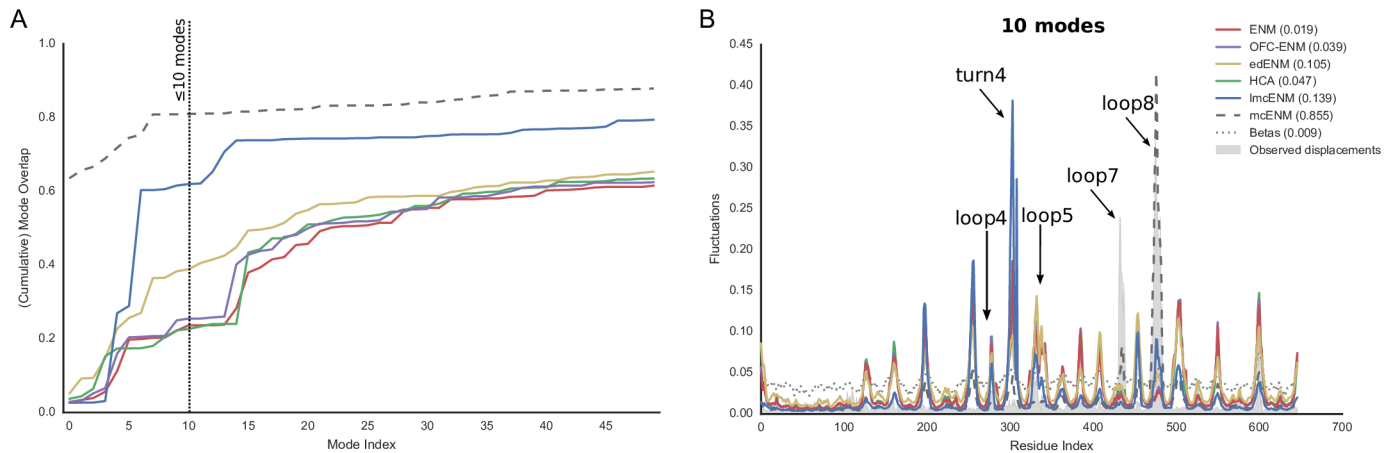 A
≤10 modes
(Cumulative) Mode Overlap
1.0
0.8
0.6
0.4
0.2
0.0
0 5 10 15 20 25 30 35 40 45
Mode Index
B
10 modes
Fluctuations
0.45
0.40
0.35
0.30
0.25
0.20
0.15
0.10
0.05
0.00
turn4
loop8
loop7
loop4 loop5
ENM (0.019)
OFC-ENM (0.039)
edENM (0.105)
HCA (0.047)
lmcENM (0.139)
mcENM (0.855)
Betas (0.009)
Observed displacements
0 100 200 300 400 500 600 700
Residue Index